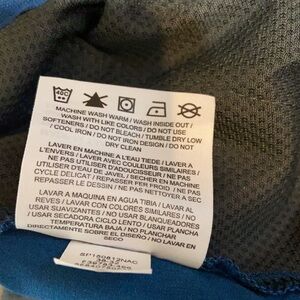 40C
MACHINE WASH WARM / WASH INSIDE OUT /
WASH WITH LIKE COLORS / DO NOT USE
SOFTENERS / DO NOT BLEACH / TUMBLE DRY LOW
/ COOL IRON / DO NOT IRON DESIGN / DO NOT
DRY CLEAN
LAVER EN MACHINE A L'EAU TIEDE / LAVER A
L'ENVERS / LAVER AVEC COULEURS SIMILAIRES /
NE PAS UTILISER D'ADOUCISSEUR / NE PAS
UTILISER D'EAU DE JAVEL / SECHER EN MACHINE
CYCLE DELICAT / REPASSER FER FROID / NE PAS
REPASSER LE DESSIN / NE PAS NETTOYER A SEC
LAVAR A MAQUINA EN AGUA TIBIA / LAVAR AL
REVES / LAVAR CON COLORES SIMILARES / NO
USAR SUAVIZANTES / NO USAR BLANQUEADOR /
USAR SECADORA CICLO LENTO / PLANCHAR BAJA
TEMPERATURA / NO PLANCHAR
DIRECTAMENTE SOBRE EL DISEÑO / NO LAVAR EN
SECO
SP150812NAC